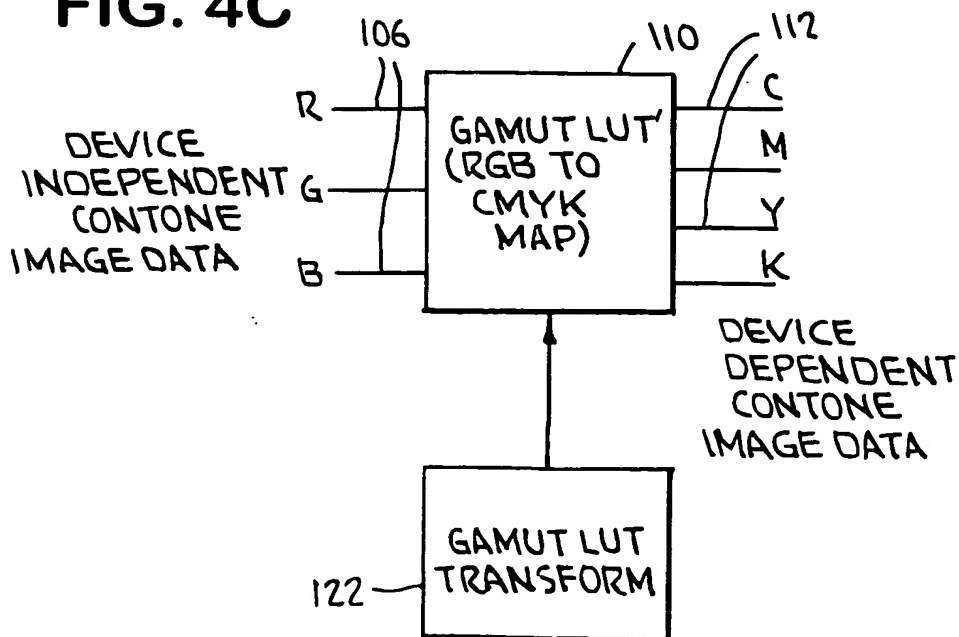 FIG. 4C
106
110
112
R
G
B
DEVICE
INDEPENDENT
CONTONE
IMAGE DATA
GAMUT LUT'
(RGB TO
CMYK
MAP)
C
M
Y
K
DEVICE
DEPENDENT
CONTONE
IMAGE DATA
GAMUT LUT
TRANSFORM
122